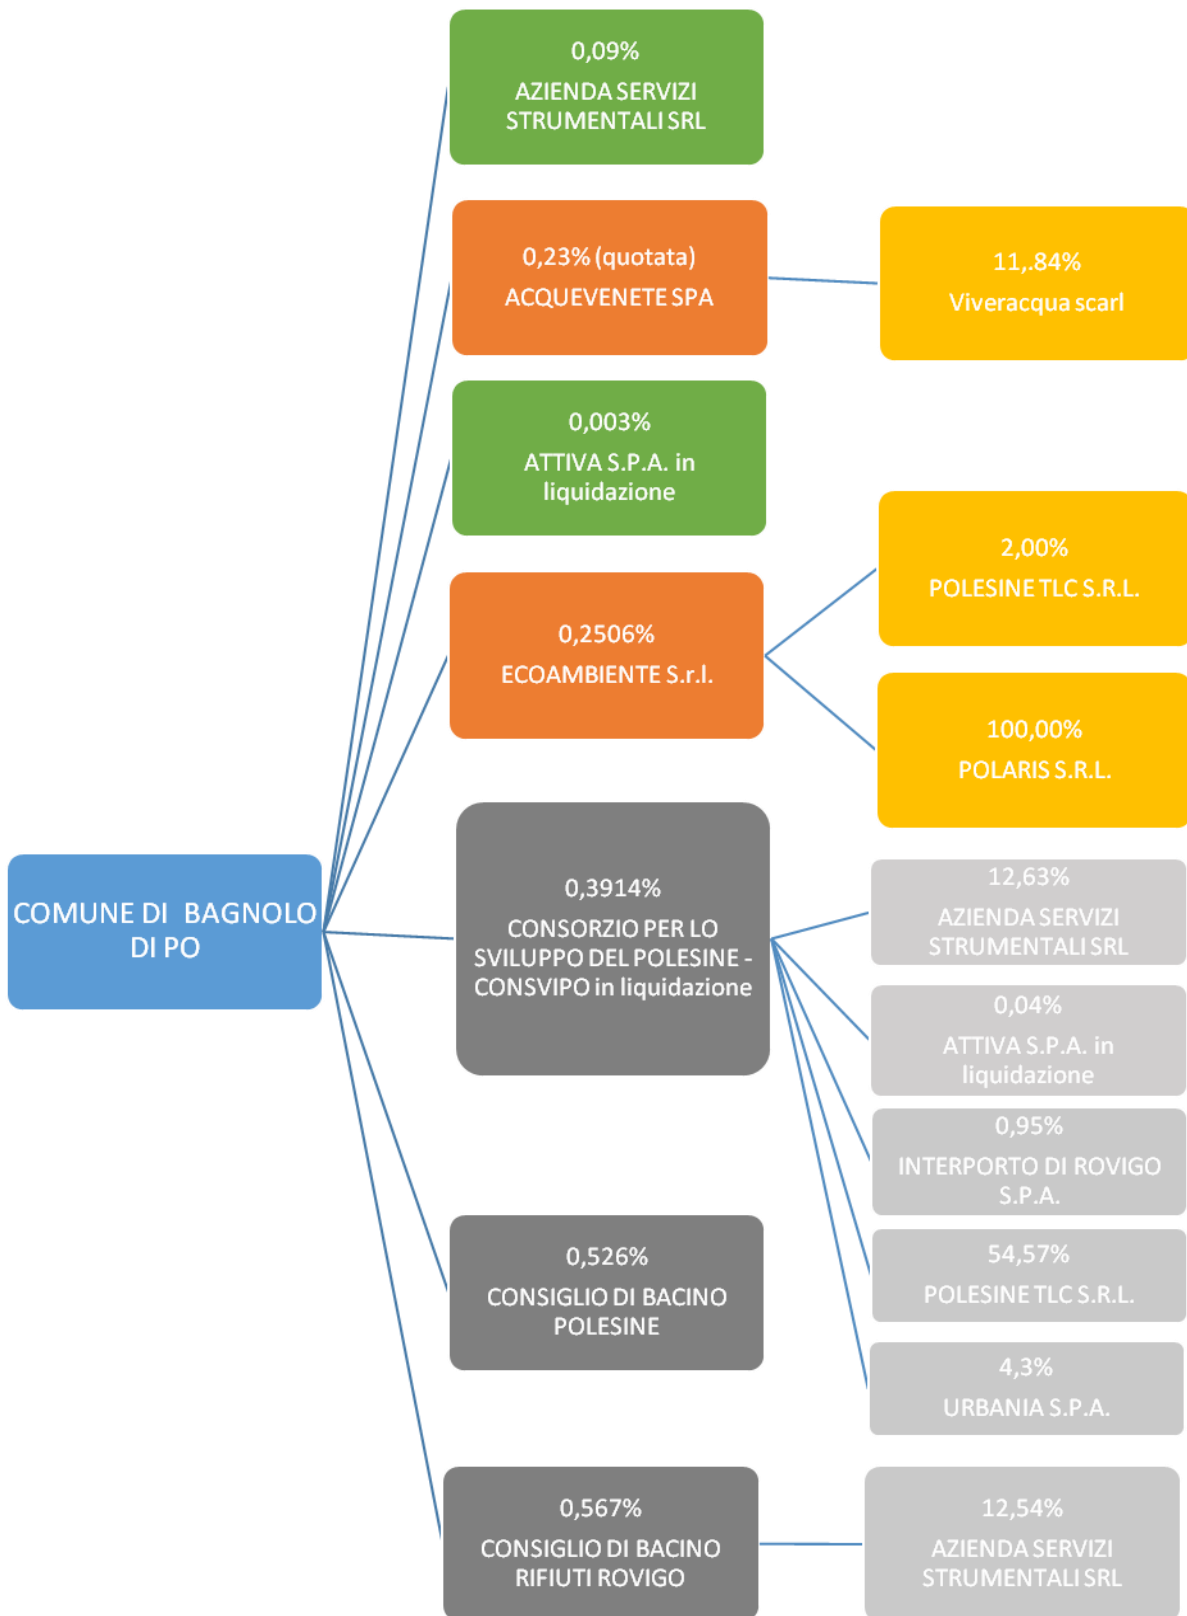 0,09%
AZIENDA SERVIZI
STRUMENTALI SRL
0,23% (quotata)
ACQUEVENETE SPA
11,.84%
Viveracqua scarl
0,003%
ATTIVA S.P.A. in
liquidazione
0,2506%
ECOAMBIENTE S.r.l.
2,00%
POLESINE TLC S.R.L.
100,00%
POLARIS S.R.L.
COMUNE DI BAGNOLO
DI PO
0,3914%
CONSORZIO PER LO
SVILUPPO DEL POLESINE -
CONSVIPO in liquidazione
12,63%
AZIENDA SERVIZI
STRUMENTALI SRL
0,04%
ATTIVA S.P.A. in
liquidazione
0,95%
INTERPORTO DI ROVIGO
S.P.A.
54,57%
POLESINE TLC S.R.L.
4,3%
URBANIA S.P.A.
0,526%
CONSIGLIO DI BACINO
POLESINE
0,567%
CONSIGLIO DI BACINO
RIFIUTI ROVIGO
12,54%
AZIENDA SERVIZI
STRUMENTALI SRL